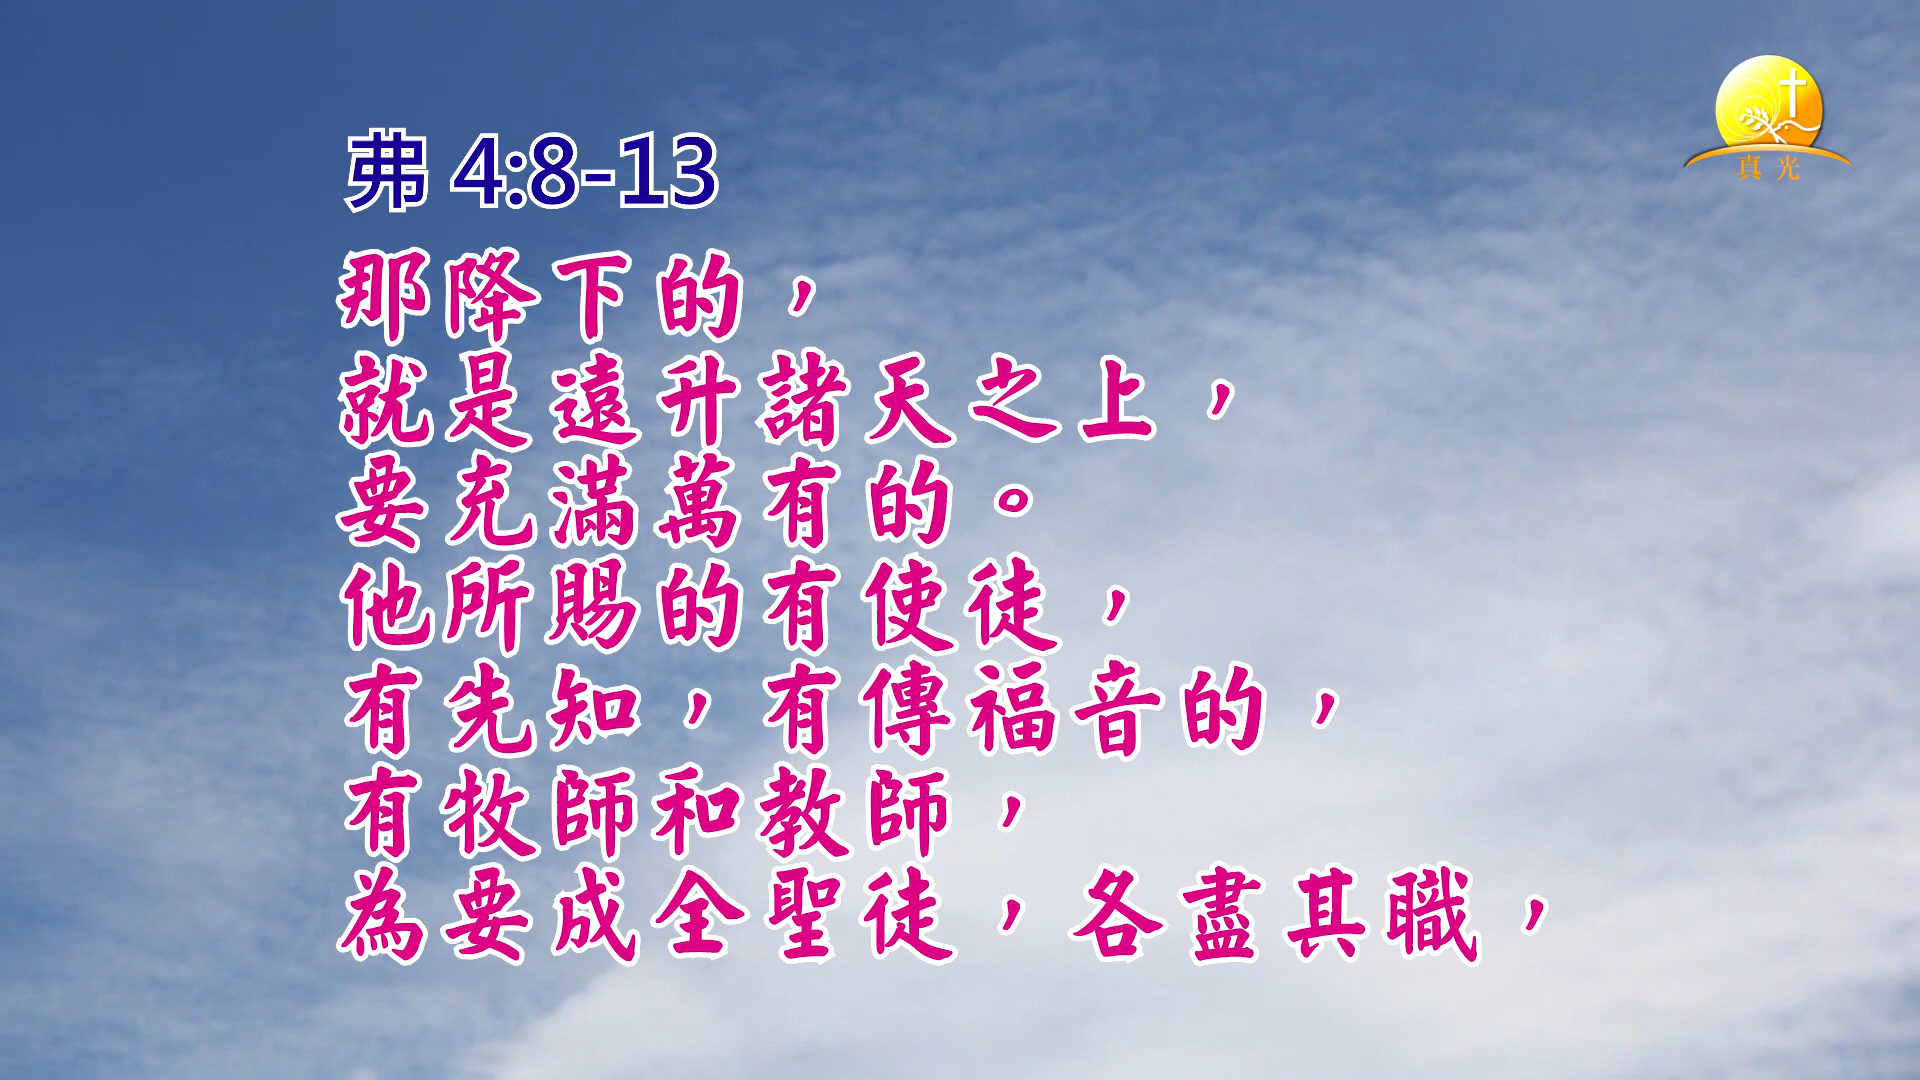 弗 4:8-13
那降下的，
就是遠升諸天之上，
要充滿萬有的。
他所賜的有使徒，
有先知，有傳福音的，
有牧師和教師，
為要成全聖徒，各盡其職，
真光